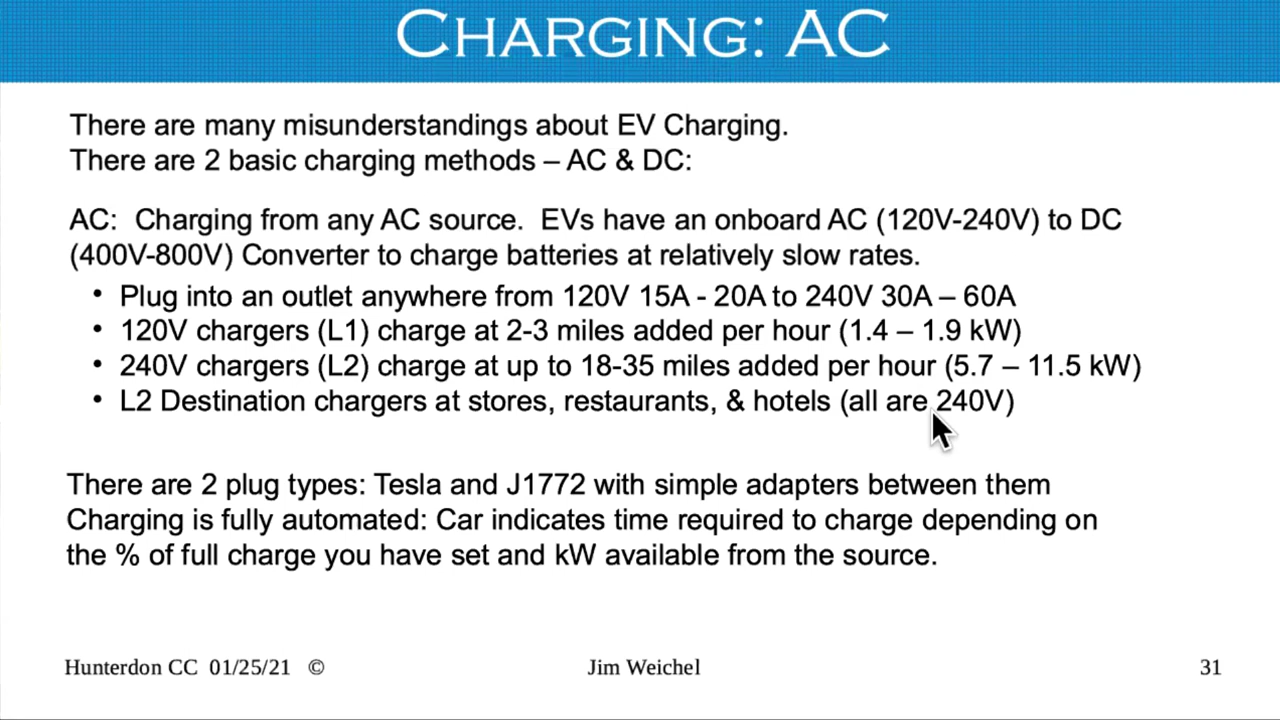 CHARGING: AC
There are many misunderstandings about EV Charging.
There are 2 basic charging methods – AC & DC:
AC:  Charging from any AC source.  EVs have an onboard AC (120V-240V) to DC
(400V-800V) Converter to charge batteries at relatively slow rates.
• Plug into an outlet anywhere from 120V 15A - 20A to 240V 30A – 60A
• 120V chargers (L1) charge at 2-3 miles added per hour (1.4 – 1.9 kW)
• 240V chargers (L2) charge at up to 18-35 miles added per hour (5.7 – 11.5 kW)
• L2 Destination chargers at stores, restaurants, & hotels (all are 240V)
There are 2 plug types: Tesla and J1772 with simple adapters between them
Charging is fully automated: Car indicates time required to charge depending on
the % of full charge you have set and kW available from the source.
Hunterdon CC  01/25/21   ©
Jim Weichel
31